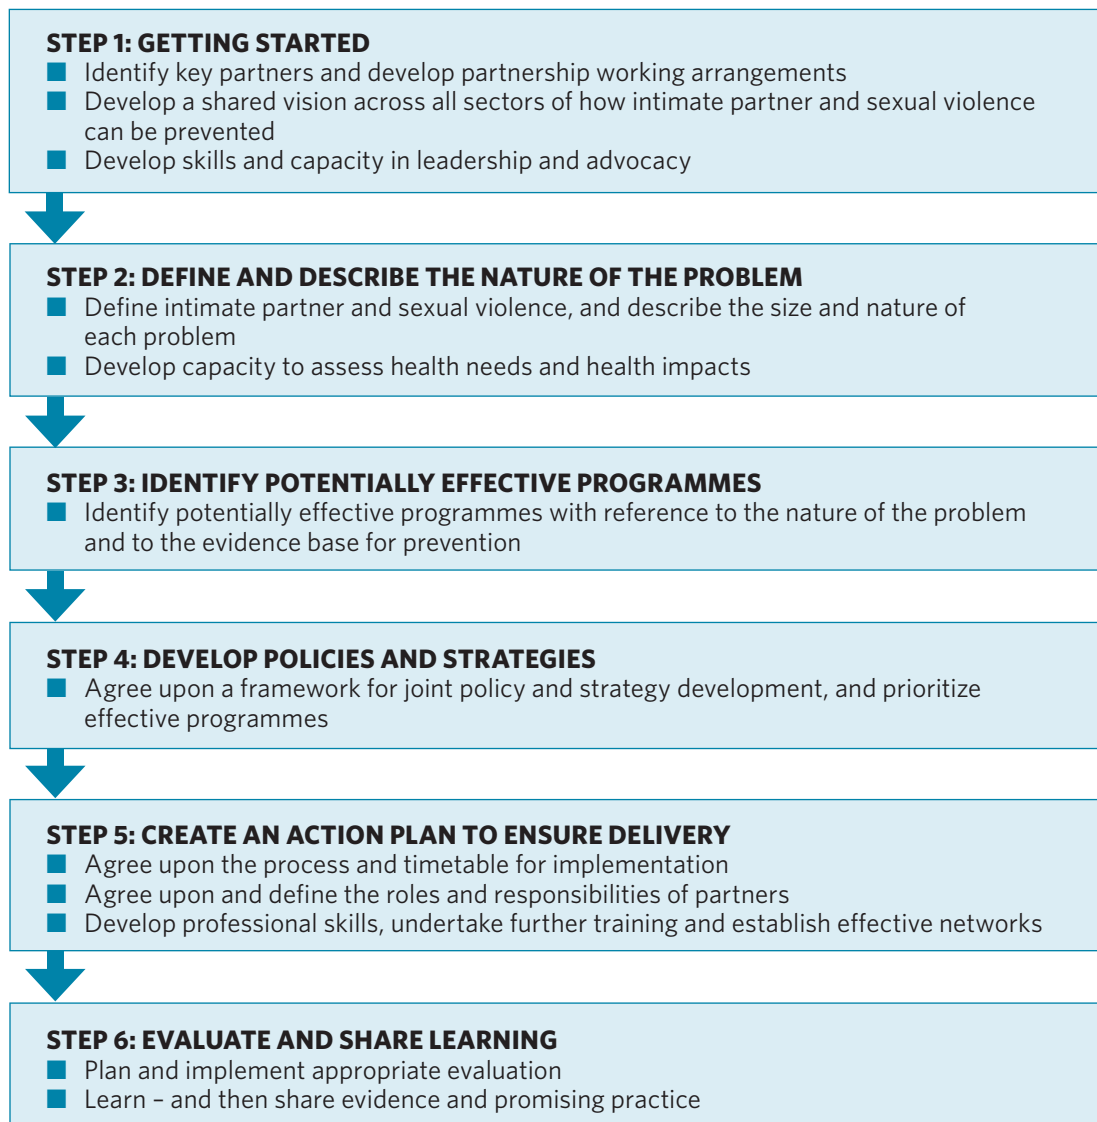 STEP 1: GETTING STARTED
■ Identify key partners and develop partnership working arrangements
■ Develop a shared vision across all sectors of how intimate partner and sexual violence
can be prevented
■ Develop skills and capacity in leadership and advocacy
STEP 2: DEFINE AND DESCRIBE THE NATURE OF THE PROBLEM
■ Define intimate partner and sexual violence, and describe the size and nature of
each problem
■ Develop capacity to assess health needs and health impacts
STEP 3: IDENTIFY POTENTIALLY EFFECTIVE PROGRAMMES
■ Identify potentially effective programmes with reference to the nature of the problem
and to the evidence base for prevention
STEP 4: DEVELOP POLICIES AND STRATEGIES
■ Agree upon a framework for joint policy and strategy development, and prioritize
effective programmes
STEP 5: CREATE AN ACTION PLAN TO ENSURE DELIVERY
■ Agree upon the process and timetable for implementation
■ Agree upon and define the roles and responsibilities of partners
■ Develop professional skills, undertake further training and establish effective networks
STEP 6: EVALUATE AND SHARE LEARNING
■ Plan and implement appropriate evaluation
■ Learn – and then share evidence and promising practice